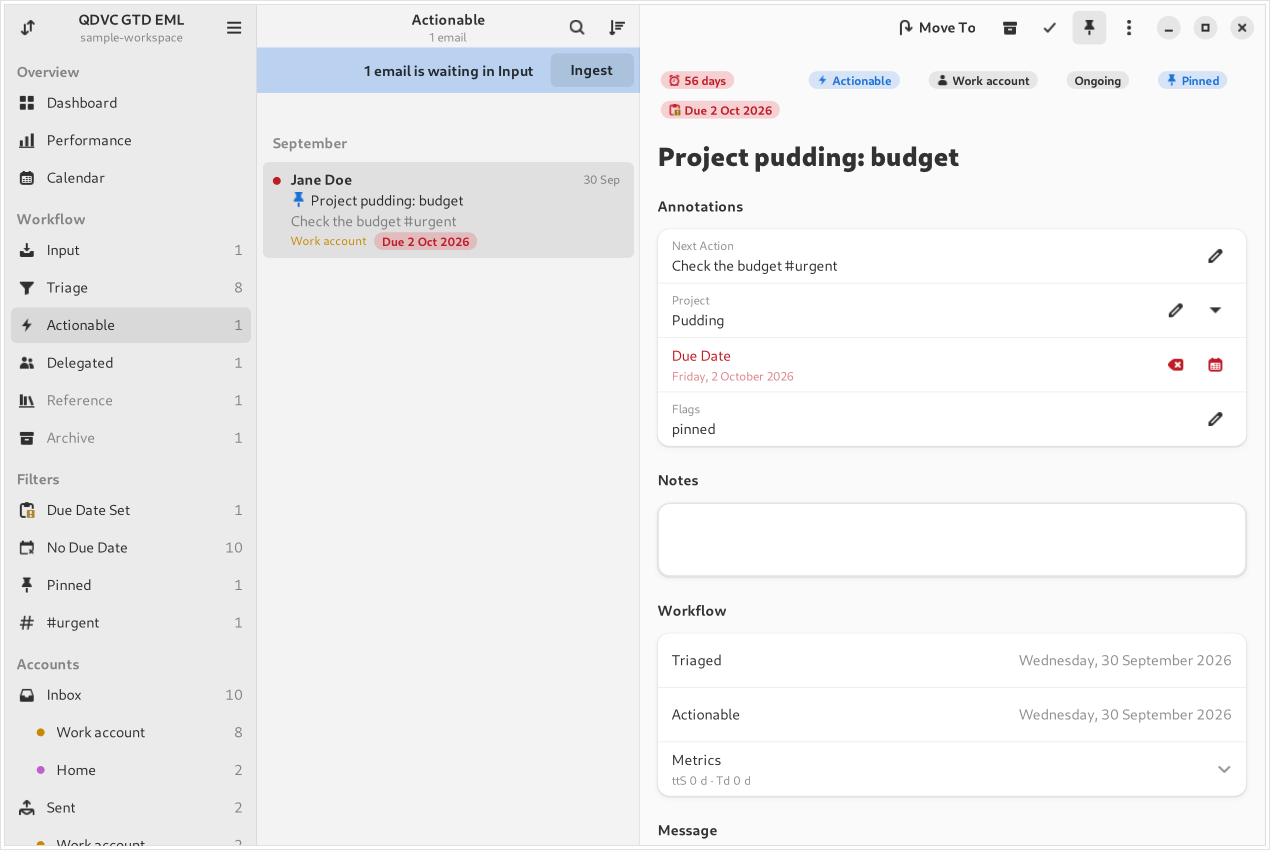 QDVC GTD EML
sample-workspace
Overview
Dashboard
Performance
Calendar
Workflow
Input 1
Triage 8
Actionable 1
Delegated 1
Reference 1
Archive 1
Filters
Due Date Set 1
No Due Date 10
Pinned 1
#urgent 1
Accounts
Inbox 10
Work account 8
Home 2
Sent 2
Work account 2
Actionable
1 email
1 email is waiting in Input Ingest
September
Jane Doe 30 Sep
Project pudding: budget
Check the budget #urgent
Work account Due 2 Oct 2026
Move To
56 days Actionable Work account Ongoing Pinned
Due 2 Oct 2026
Project pudding: budget
Annotations
Next Action
Check the budget #urgent
Project
Pudding
Due Date
Friday, 2 October 2026
Flags
pinned
Notes
Workflow
Triaged Wednesday, 30 September 2026
Actionable Wednesday, 30 September 2026
Metrics
ttS 0 d · Td 0 d
Message